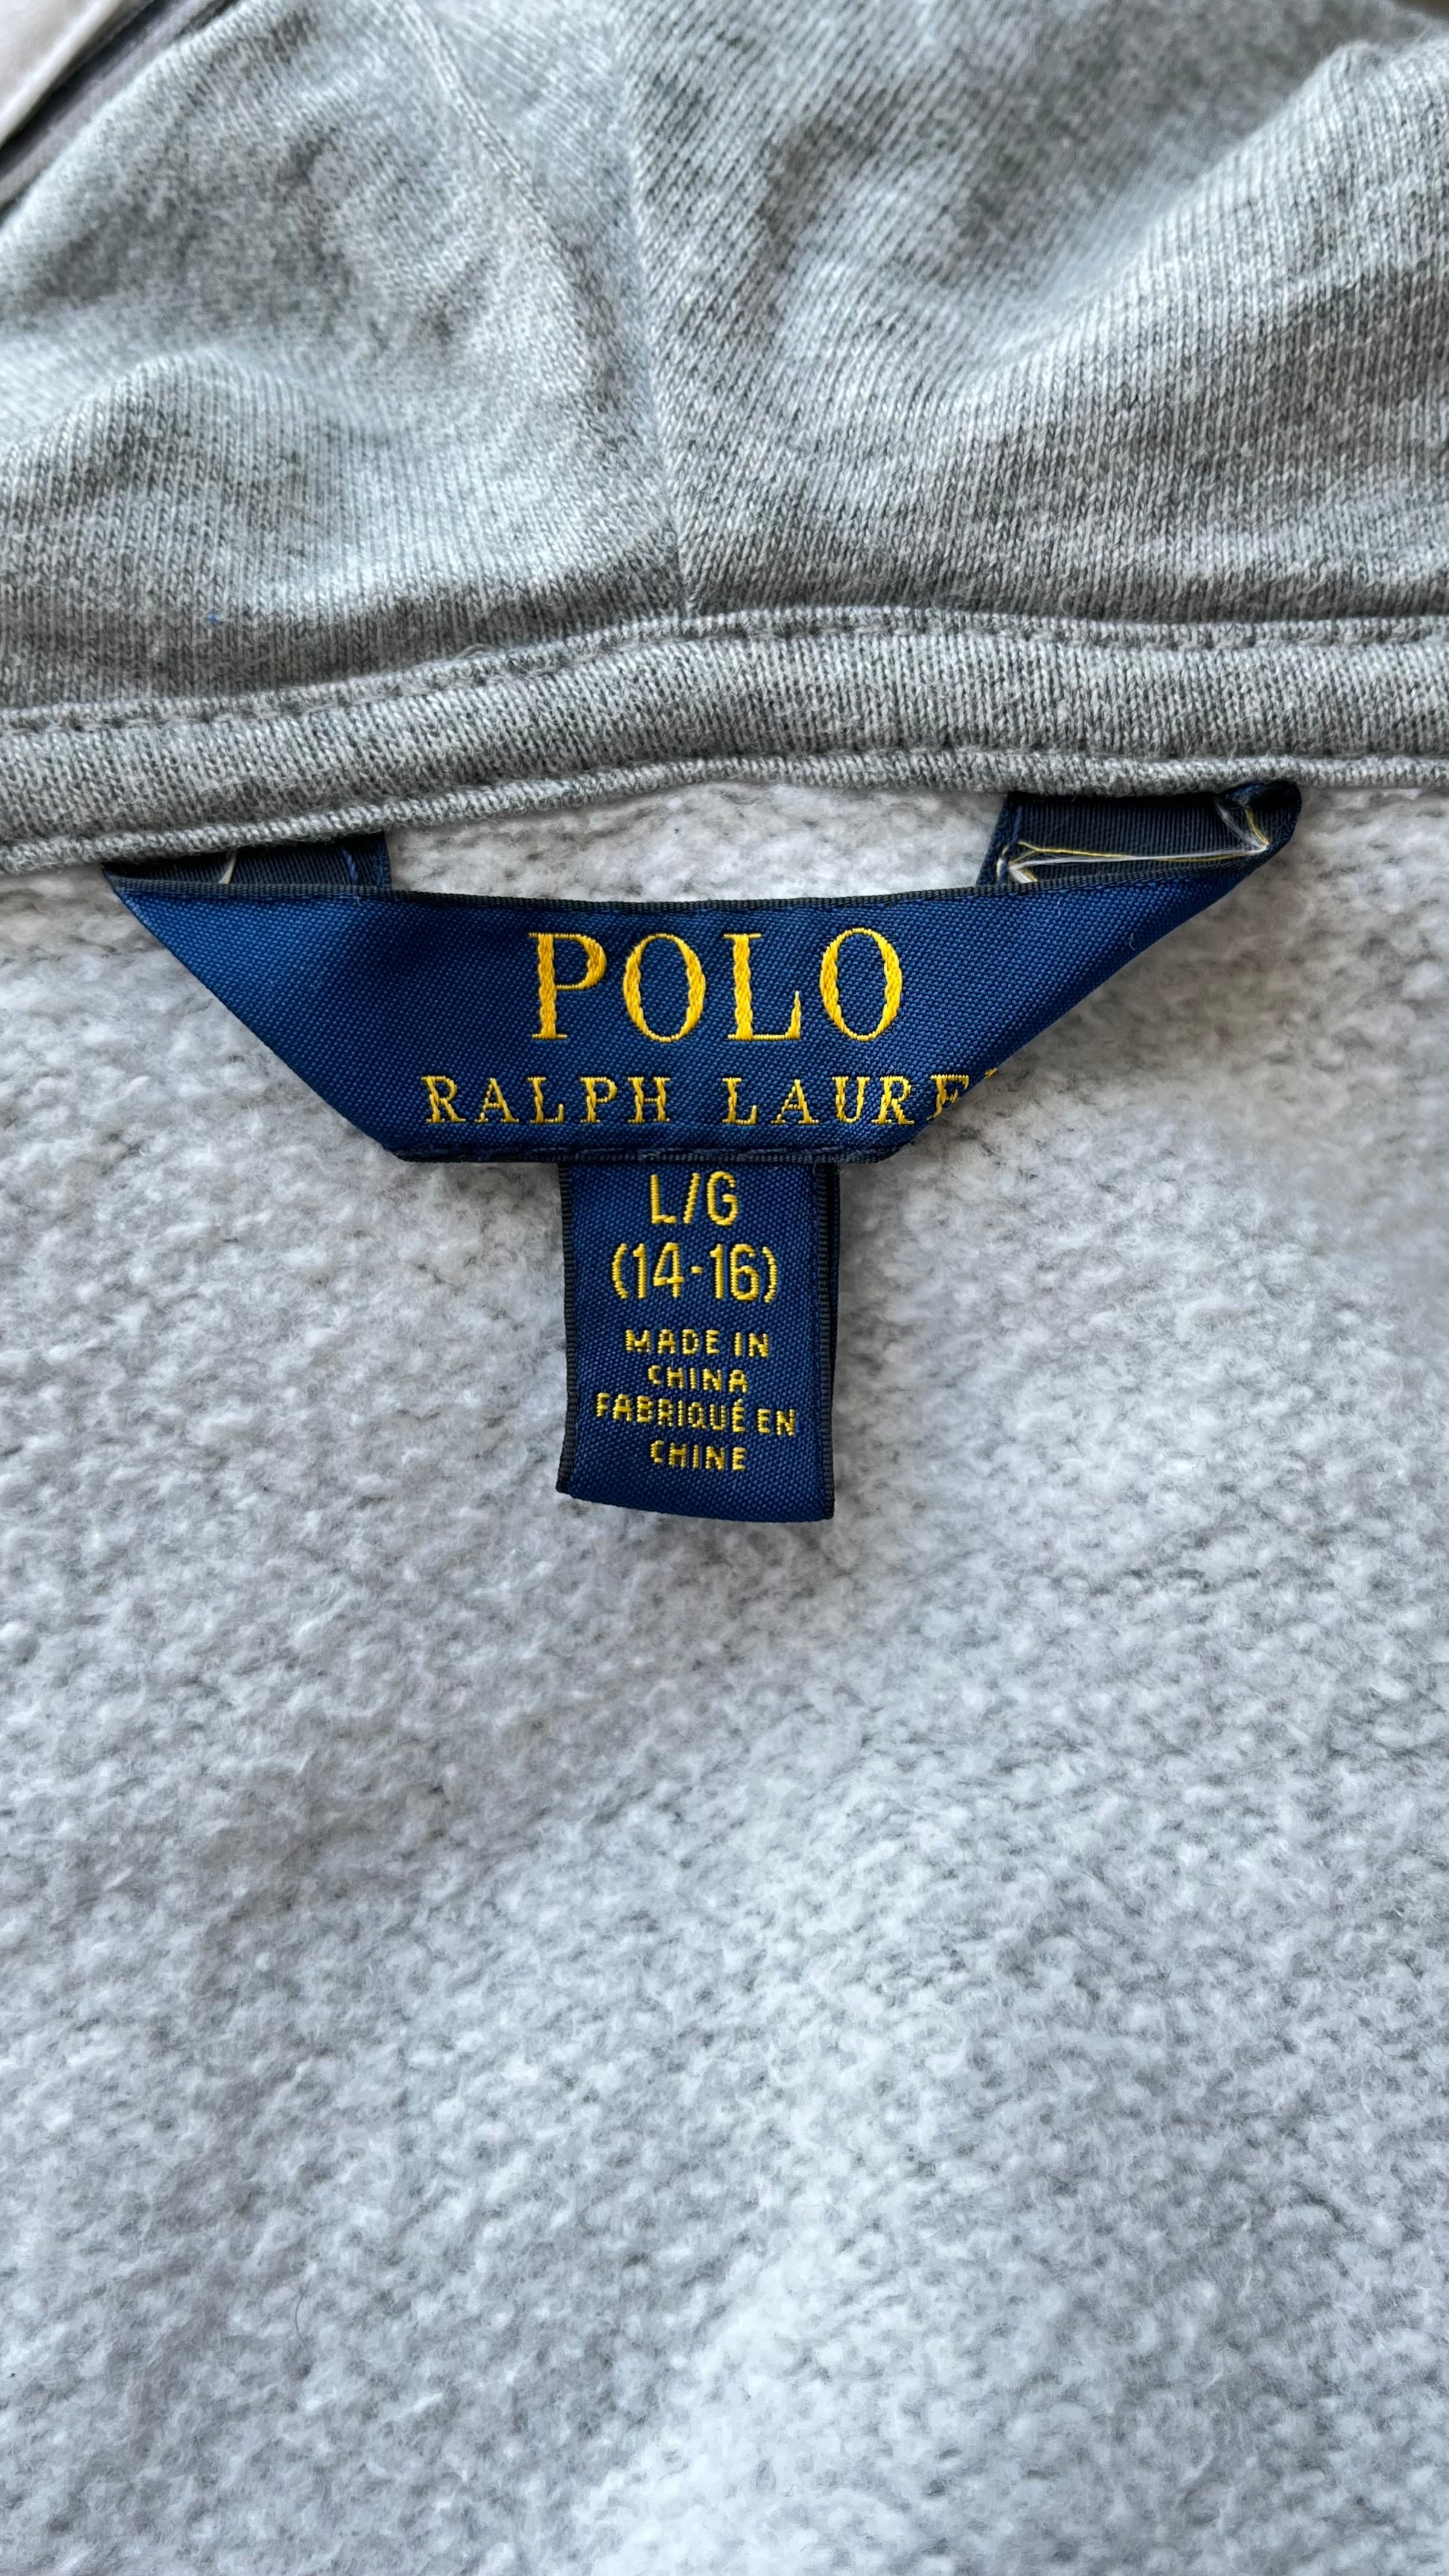 POLO
RALPH LAURE
L/G
(14-16)
MADE IN
CHINA
FABRIQUÉ EN
CHINE